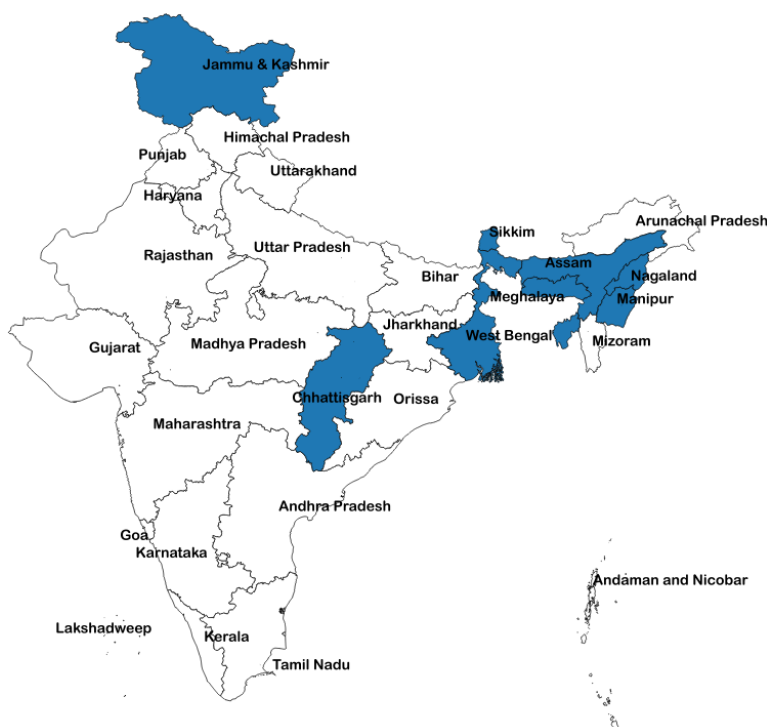 Jammu & Kashmir
Himachal Pradesh
Punjab
Uttarakhand
Haryana
Arunachal Pradesh
Sikkim
Rajasthan
Uttar Pradesh
Assam
Bihar
Nagaland
Meghalaya
Manipur
Jharkhand
West Bengal
Mizoram
Gujarat
Madhya Pradesh
Chhattisgarh
Orissa
Maharashtra
Andhra Pradesh
Goa
Karnataka
Andaman and Nicobar
Lakshadweep
Kerala
Tamil Nadu